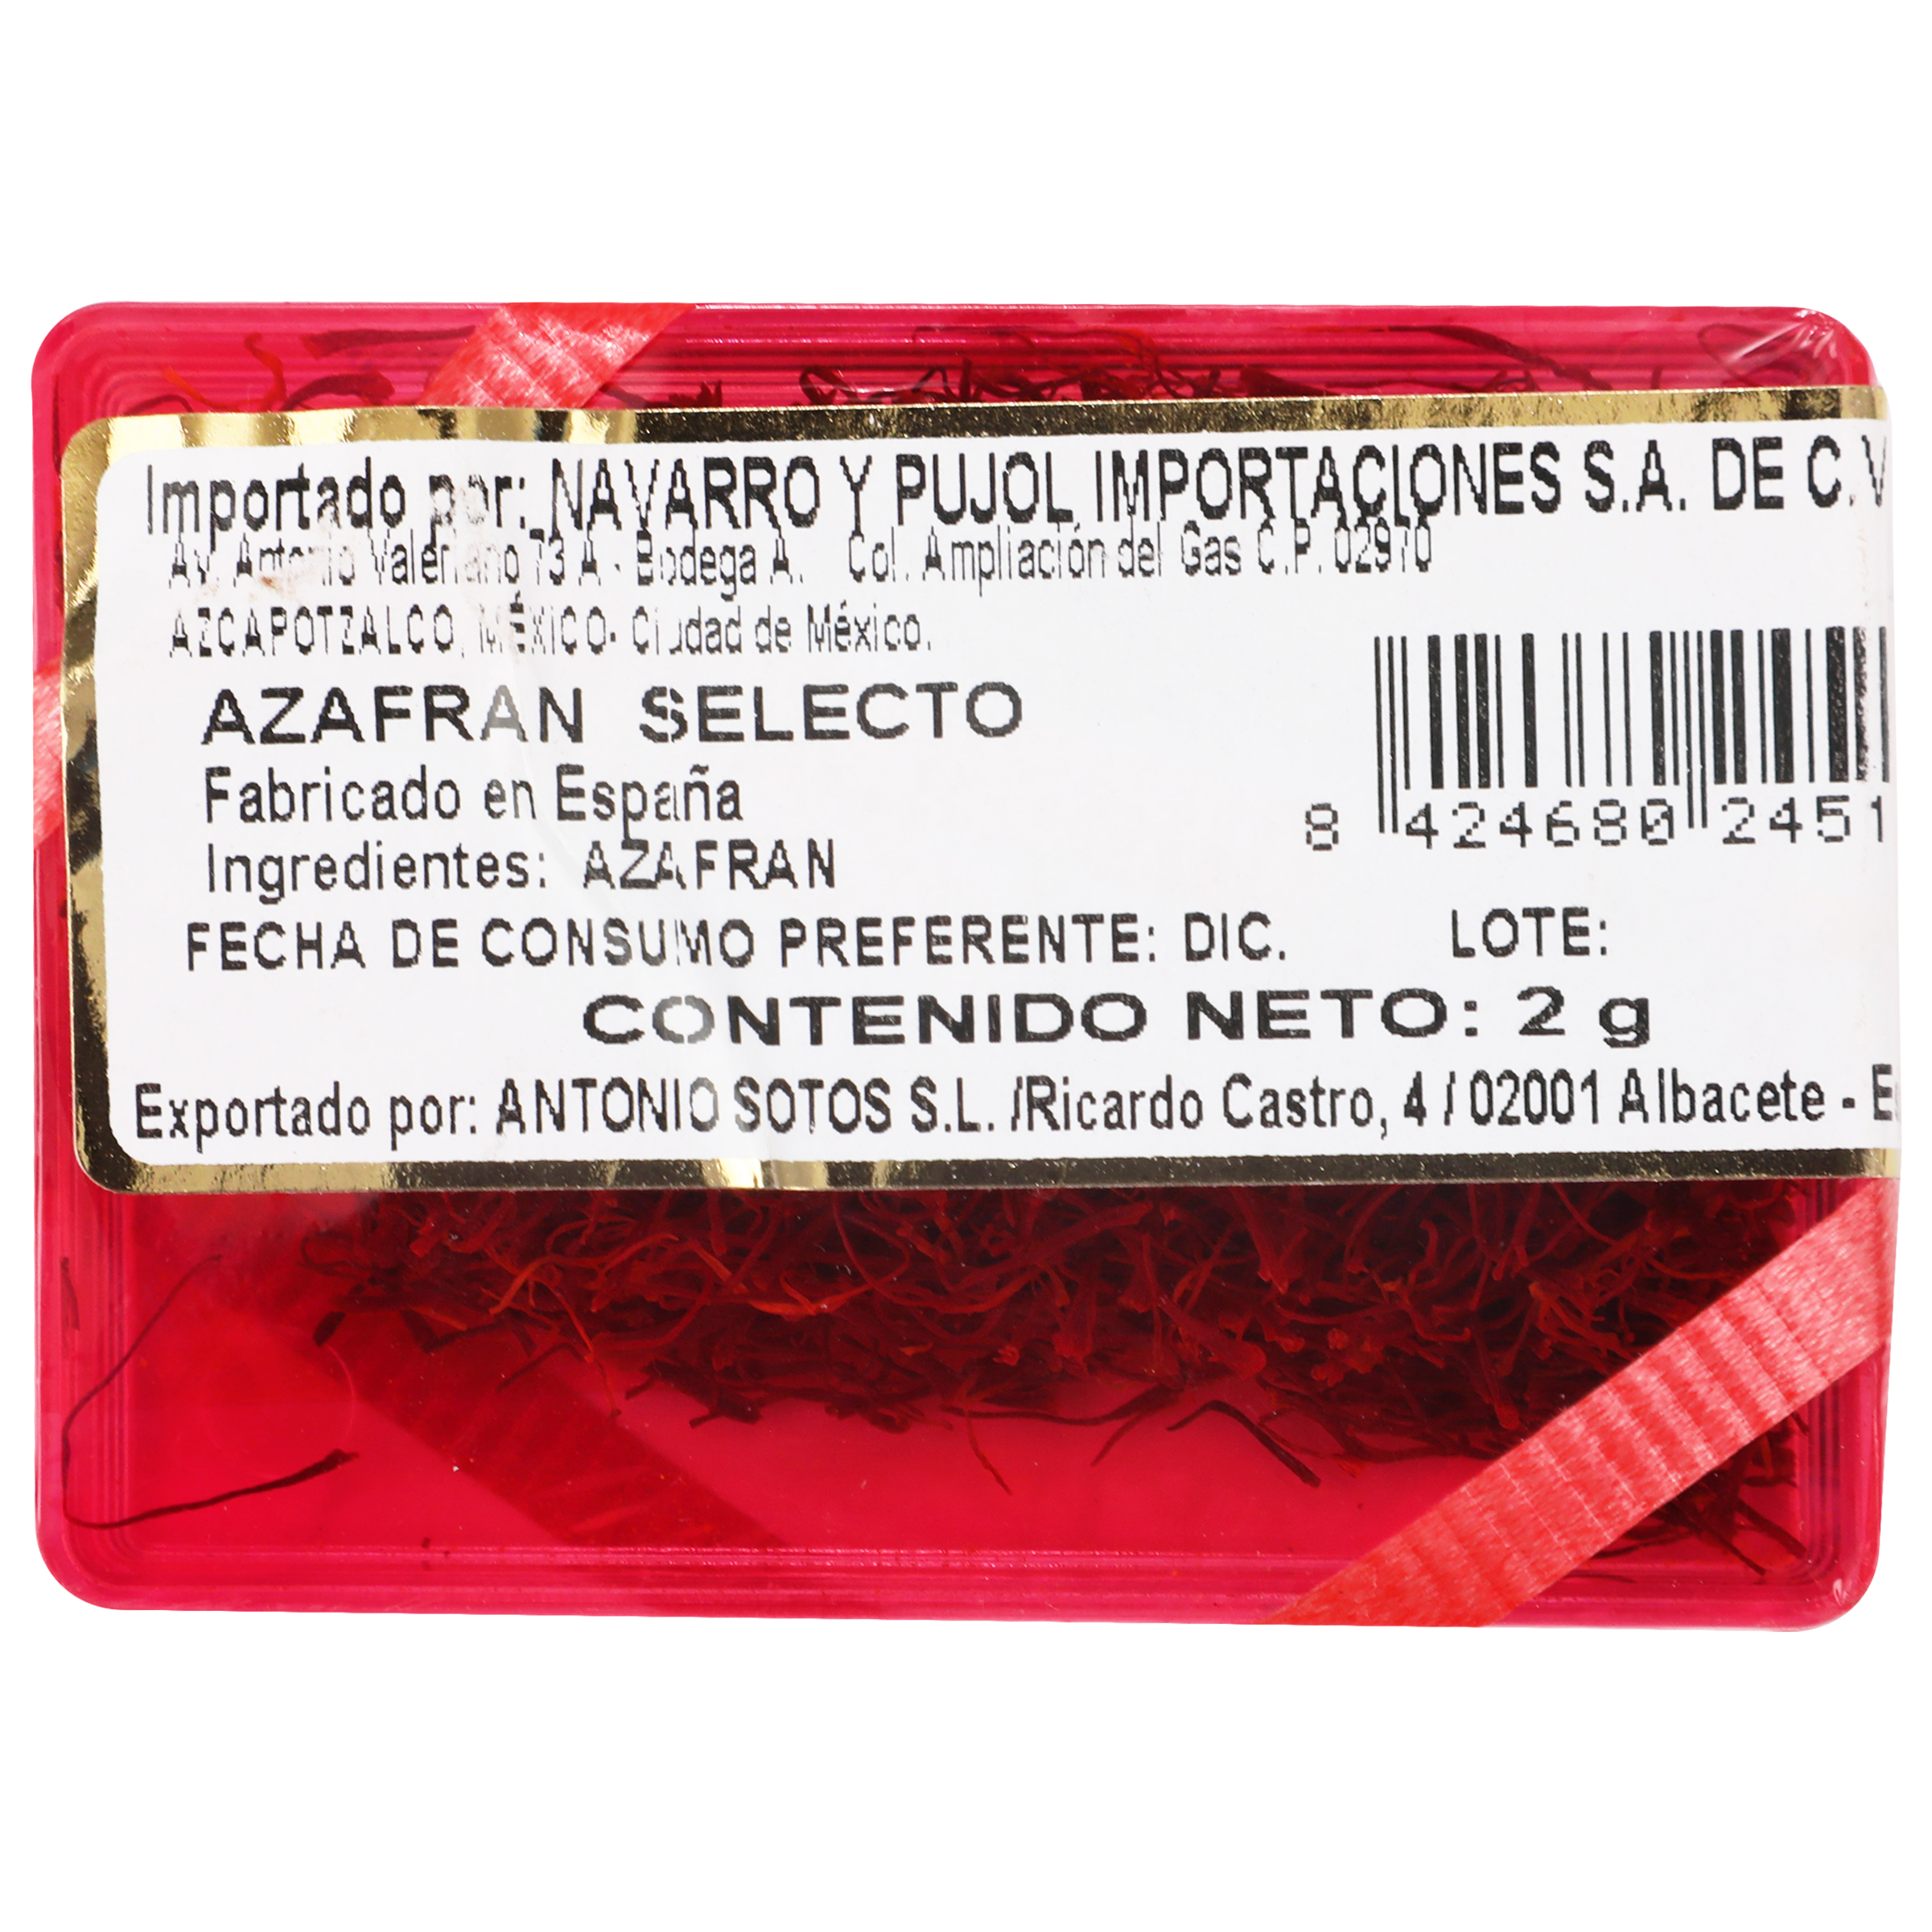 Importado por: NAVARRO Y PUJOL IMPORTACIONES S.A. DE C.V
Av. Antonio Valeriano 73 A - Bodega A. Col. Ampliación del Gas C.P. 02970
AZCAPOTZALCO, MÉXICO- Ciudad de México.
AZAFRAN SELECTO
Fabricado en España
Ingredientes: AZAFRAN
8 424680 2451
FECHA DE CONSUMO PREFERENTE: DIC. LOTE:
CONTENIDO NETO: 2 g
Exportado por: ANTONIO SOTOS S.L. /Ricardo Castro, 4 / 02001 Albacete -